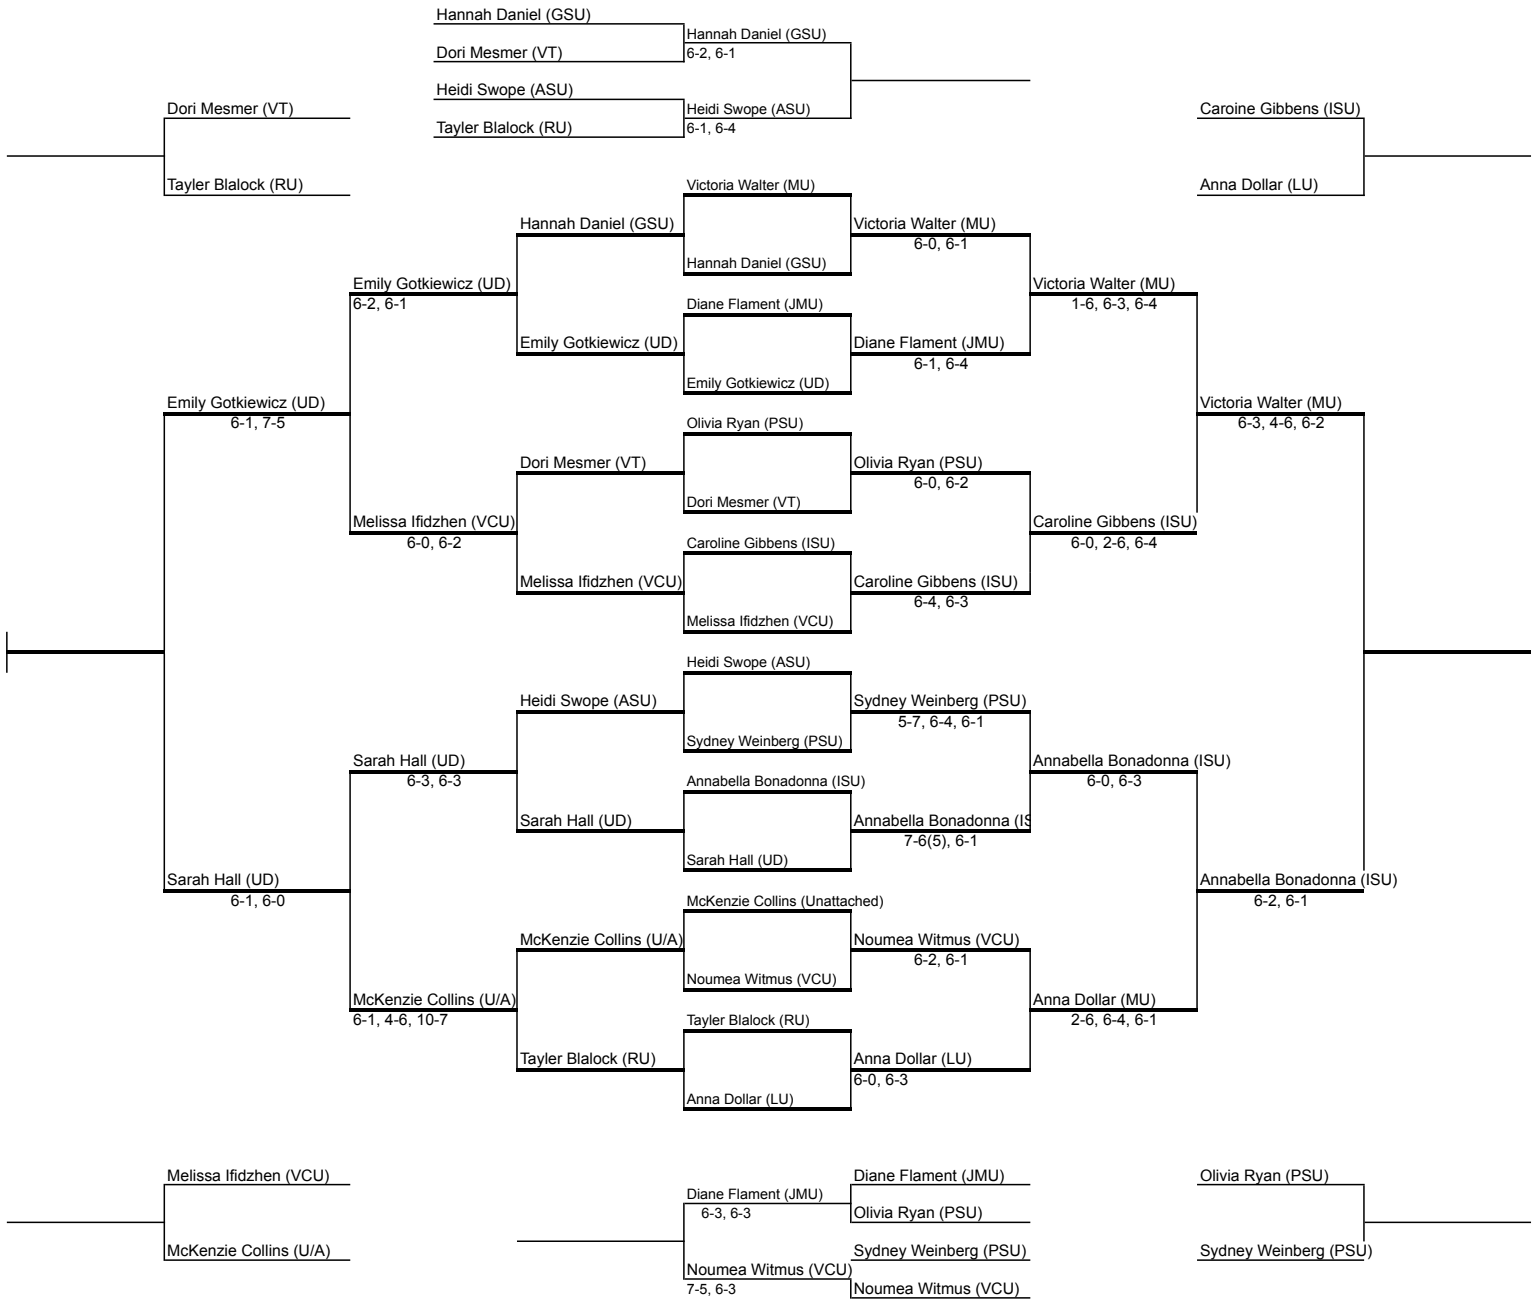 Hannah Daniel (GSU)
Hannah Daniel (GSU)
Dori Mesmer (VT)
6-2, 6-1
Heidi Swope (ASU)
Dori Mesmer (VT)
Heidi Swope (ASU)
Caroine Gibbens (ISU)
Tayler Blalock (RU)
6-1, 6-4
Tayler Blalock (RU)
Victoria Walter (MU)
Anna Dollar (LU)
Hannah Daniel (GSU)
Victoria Walter (MU)
6-0, 6-1
Hannah Daniel (GSU)
Emily Gotkiewicz (UD)
6-2, 6-1
Victoria Walter (MU)
1-6, 6-3, 6-4
Diane Flament (JMU)
Emily Gotkiewicz (UD)
Diane Flament (JMU)
6-1, 6-4
Emily Gotkiewicz (UD)
Emily Gotkiewicz (UD)
6-1, 7-5
Victoria Walter (MU)
6-3, 4-6, 6-2
Olivia Ryan (PSU)
Dori Mesmer (VT)
Olivia Ryan (PSU)
6-0, 6-2
Dori Mesmer (VT)
Melissa Ifidzhen (VCU)
6-0, 6-2
Caroline Gibbens (ISU)
6-0, 2-6, 6-4
Caroline Gibbens (ISU)
Melissa Ifidzhen (VCU)
Caroline Gibbens (ISU)
6-4, 6-3
Melissa Ifidzhen (VCU)
Heidi Swope (ASU)
Heidi Swope (ASU)
Sydney Weinberg (PSU)
5-7, 6-4, 6-1
Sydney Weinberg (PSU)
Sarah Hall (UD)
6-3, 6-3
Annabella Bonadonna (ISU)
6-0, 6-3
Annabella Bonadonna (ISU)
Sarah Hall (UD)
Annabella Bonadonna (IS
7-6(5), 6-1
Sarah Hall (UD)
Sarah Hall (UD)
6-1, 6-0
Annabella Bonadonna (ISU)
6-2, 6-1
McKenzie Collins (Unattached)
McKenzie Collins (U/A)
Noumea Witmus (VCU)
6-2, 6-1
Noumea Witmus (VCU)
McKenzie Collins (U/A)
6-1, 4-6, 10-7
Anna Dollar (MU)
2-6, 6-4, 6-1
Tayler Blalock (RU)
Tayler Blalock (RU)
Anna Dollar (LU)
6-0, 6-3
Anna Dollar (LU)
Melissa Ifidzhen (VCU)
Diane Flament (JMU)
Olivia Ryan (PSU)
Diane Flament (JMU)
6-3, 6-3
Olivia Ryan (PSU)
McKenzie Collins (U/A)
Sydney Weinberg (PSU)
Sydney Weinberg (PSU)
Noumea Witmus (VCU)
7-5, 6-3
Noumea Witmus (VCU)